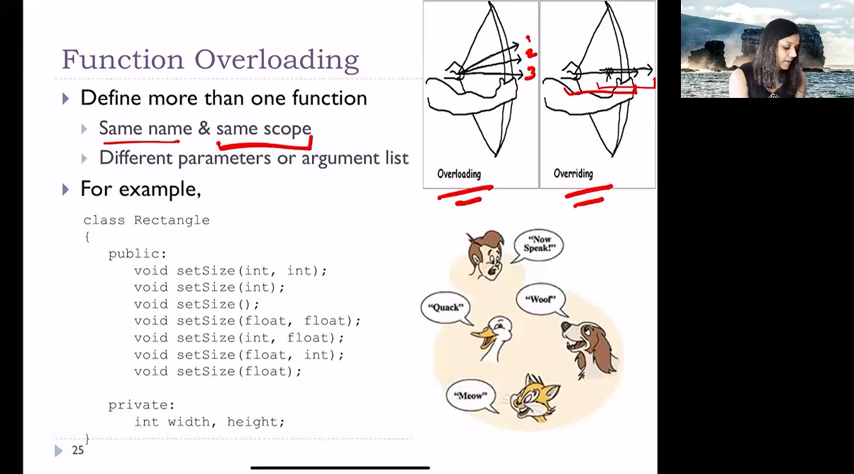 Function Overloading
Define more than one function
Same name & same scope
Different parameters or argument list
For example,
class Rectangle
{
public:
void setSize(int, int);
void setSize(int);
void setSize();
void setSize(float, float);
void setSize(int, float);
void setSize(float, int);
void setSize(float);
private:
int width, height;
}
25
1
2
3
Overloading
Overriding
"Now
Speak!"
"Quack"
"Woof"
"Meow"